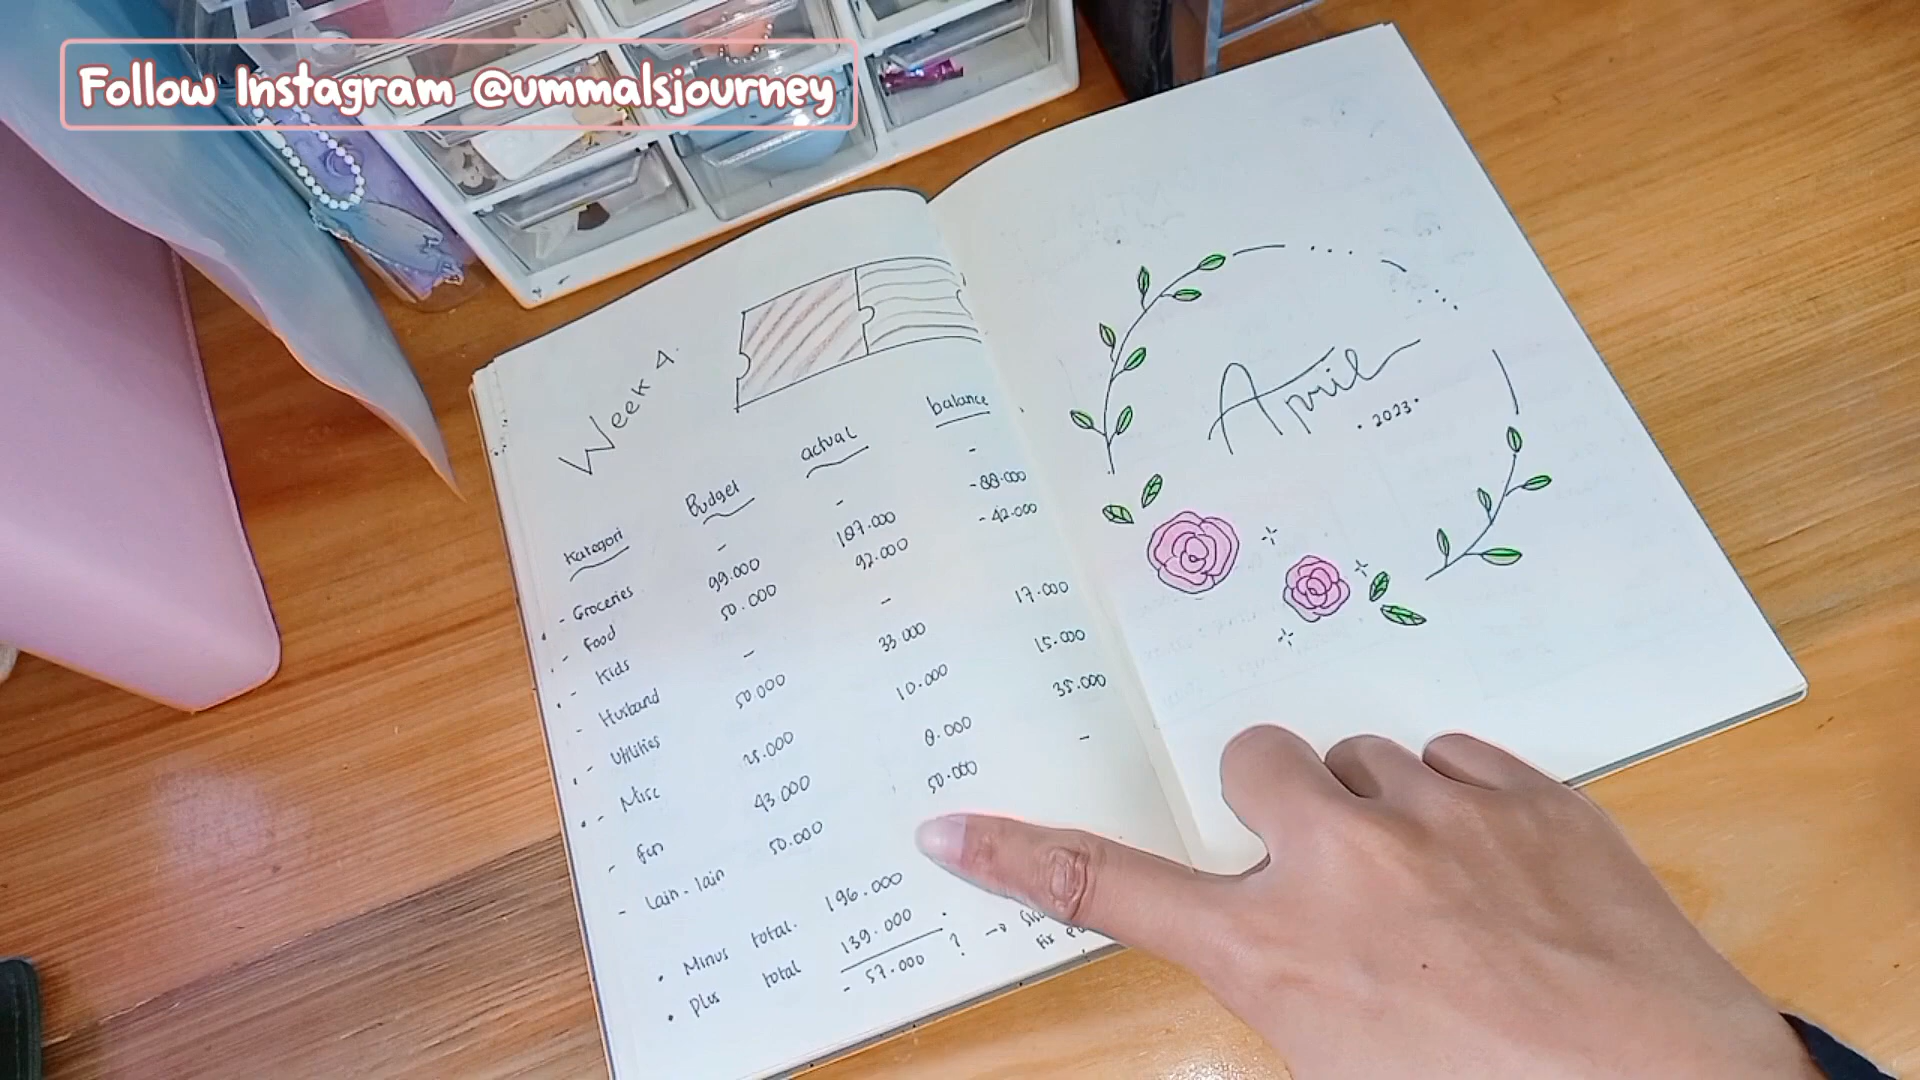 Follow Instagram @ummalsjourney
Week 4.
Kategori Budget actual balance
- Groceries - - -
- Food 99.000 187.000 -88.000
- Kids 50.000 92.000 -42.000
- Husband - -
- Utilities 50.000 33.000 17.000
- Misc 25.000 10.000 15.000
- fun 43.000 8.000 35.000
- lain-lain 50.000 50.000 -
• Minus total. 196.000
• Plus total 139.000
- 57.000 ? →
Fix
April
• 2023 •